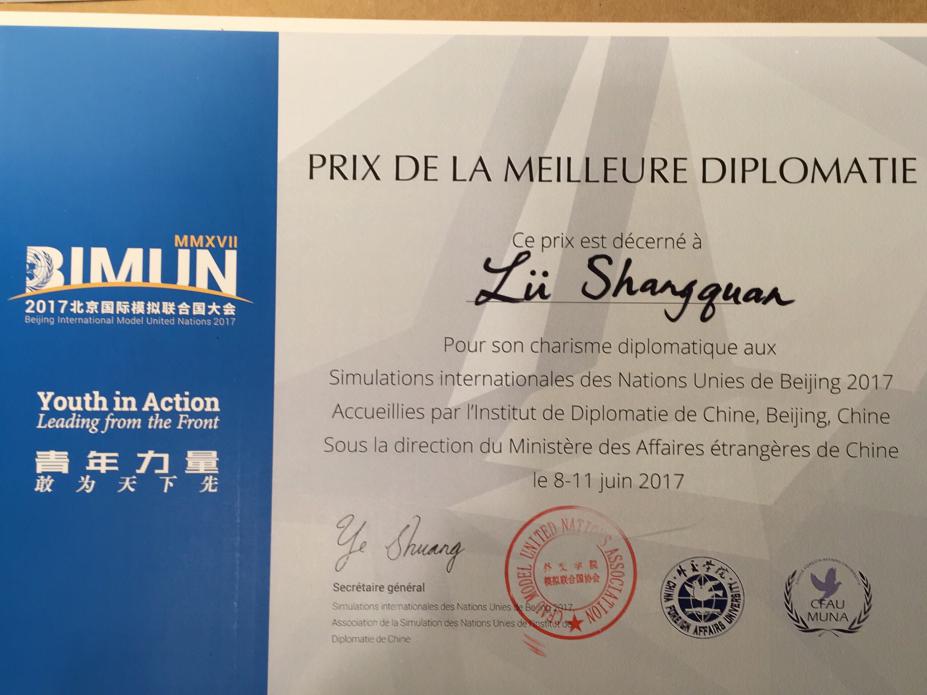 MMXVII
BIMUN
2017北京国际模拟联合国大会
Beijing International Model United Nations 2017
Youth in Action
Leading from the Front
青年力量
敢为天下先
PRIX DE LA MEILLEURE DIPLOMATIE
Ce prix est décerné à
Lü Shangquan
Pour son charisme diplomatique aux
Simulations internationales des Nations Unies de Beijing 2017
Accueillies par l'Institut de Diplomatie de Chine, Beijing, Chine
Sous la direction du Ministère des Affaires étrangères de Chine
le 8-11 juin 2017
Ye Shuang
Secrétaire général
Simulations internationales des Nations Unies de Beijing 2017,
Association de la Simulation des Nations Unies de l'Institut de
Diplomatie de Chine
CFAU MODEL UNITED NATIONS ASSOCIATION
外交学院
模拟联合国协会
外交学院
CHINA FOREIGN AFFAIRS UNIVERSITY
CFAU
MUNA